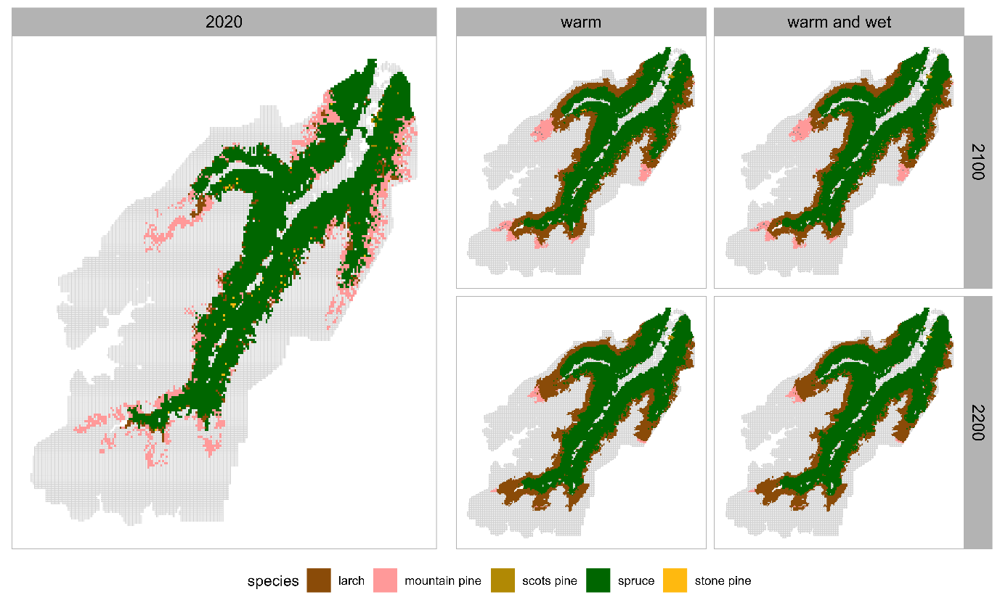 2020
warm
warm and wet
2100
2200
species larch mountain pine scots pine spruce stone pine